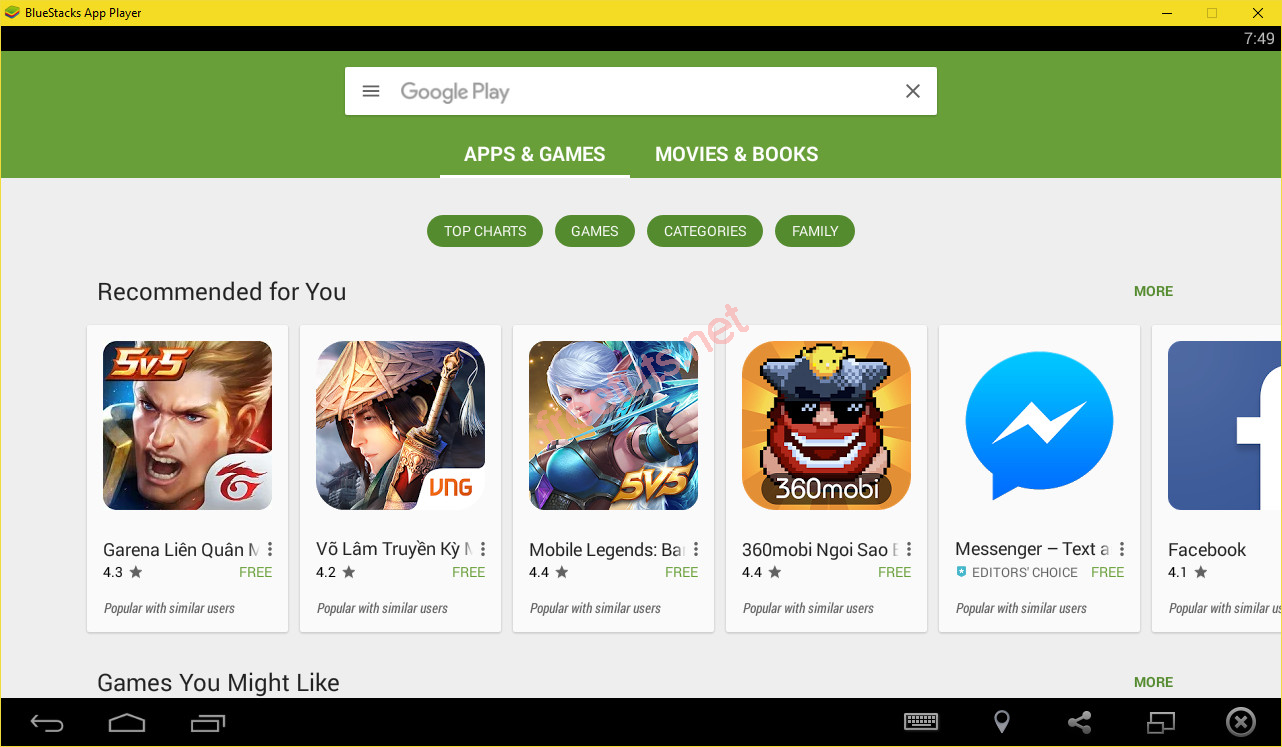 BlueStacks App Player
7:49
Google Play
APPS & GAMES
MOVIES & BOOKS
TOP CHARTS
GAMES
CATEGORIES
FAMILY
Recommended for You
MORE
5v5
VNG
5V5
360mobi
Garena Liên Quân M
4.3
FREE
Popular with similar users
Võ Lâm Truyền Kỳ M
4.2
FREE
Popular with similar users
Mobile Legends: Ba
4.4
FREE
Popular with similar users
360mobi Ngoi Sao
4.4
FREE
Popular with similar users
Messenger – Text a
EDITORS' CHOICE
FREE
Popular with similar users
Facebook
4.1
Popular with similar us
Games You Might Like
MORE